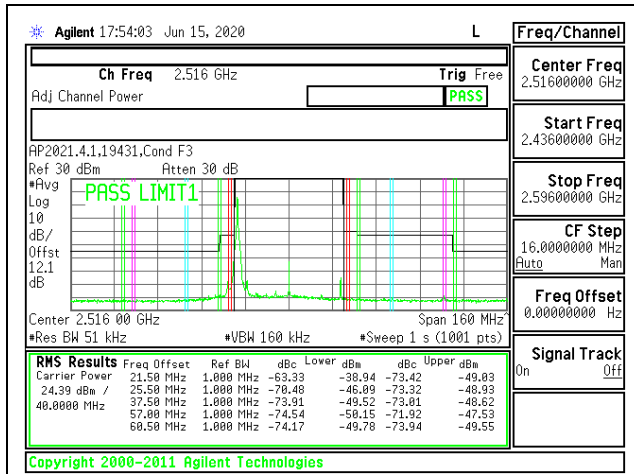 Agilent 17:54:03 Jun 15, 2020 L
Freq/Channel
Ch Freq 2.516 GHz Trig Free
Adj Channel Power PASS
Center Freq
2.51600000 GHz
Start Freq
2.43600000 GHz
Stop Freq
2.59600000 GHz
CF Step
16.0000000 MHz
Auto Man
Freq Offset
0.00000000 Hz
Signal Track
On Off
AP2021.4.1,19431,Cond F3
Ref 30 dBm Atten 30 dB
#Avg
Log
10
dB/
Offst
12.1
dB
PASS LIMIT1
Center 2.516 00 GHz Span 160 MHz^
#Res BW 51 kHz #VBW 160 kHz #Sweep 1 s (1001 pts)
RMS Results Freq Offset Ref BW dBc Lower dBm dBc Upper dBm
Carrier Power 21.50 MHz 1.000 MHz -63.33 -38.94 -73.42 -49.03
24.39 dBm / 25.50 MHz 1.000 MHz -70.48 -46.09 -73.32 -48.93
40.0000 MHz 37.50 MHz 1.000 MHz -73.91 -49.52 -73.01 -48.62
57.00 MHz 1.000 MHz -74.54 -50.15 -71.92 -47.53
60.50 MHz 1.000 MHz -74.17 -49.78 -73.94 -49.55
Copyright 2000-2011 Agilent Technologies